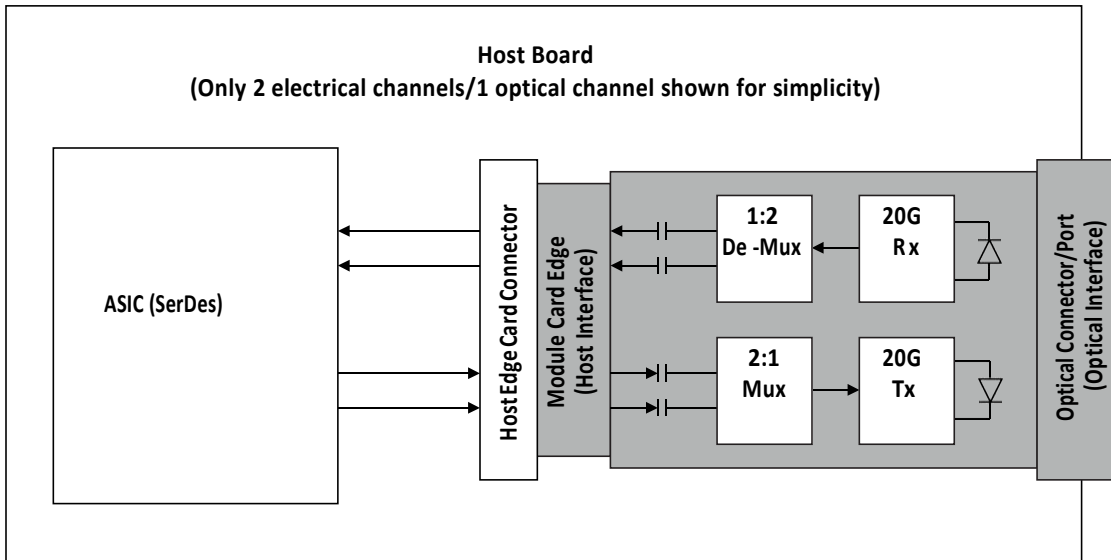 Host Board
(Only 2 electrical channels/1 optical channel shown for simplicity)
ASIC (SerDes)
Host Edge Card Connector
Module Card Edge
(Host Interface)
1:2
De -Mux
20G
Rx
2:1
Mux
20G
Tx
Optical Connector/Port
(Optical Interface)